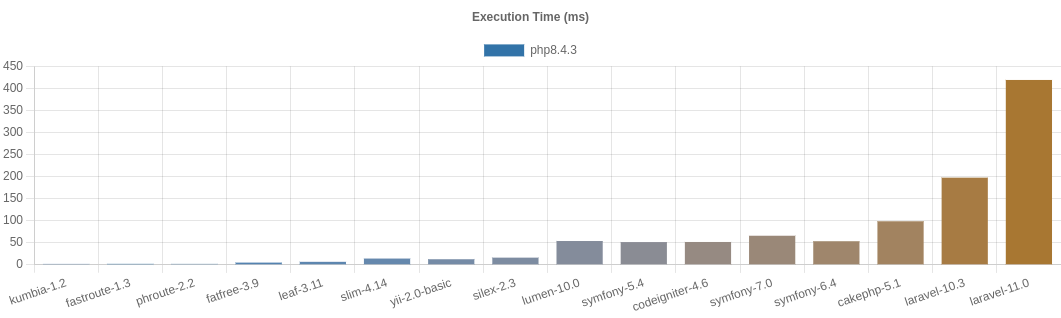 Execution Time (ms)
php8.4.3
450
400
350
300
250
200
150
100
50
0
kumbia-1.2
fastroute-1.3
phroute-2.2
fatfree-3.9
leaf-3.11
slim-4.14
yii-2.0-basic
silex-2.3
lumen-10.0
symfony-5.4
codeigniter-4.6
symfony-7.0
symfony-6.4
cakephp-5.1
laravel-10.3
laravel-11.0